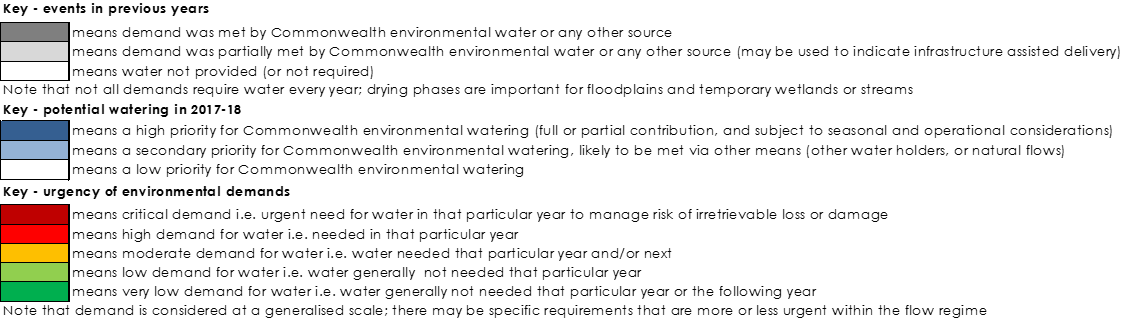 Key - events in previous years
means demand was met by Commonwealth environmental water or any other source
means demand was partially met by Commonwealth environmental water or any other source (may be used to indicate infrastructure assisted delivery)
means water not provided (or not required)
Note that not all demands require water every year; drying phases are important for floodplains and temporary wetlands or streams
Key - potential watering in 2017-18
means a high priority for Commonwealth environmental watering (full or partial contribution, and subject to seasonal and operational considerations)
means a secondary priority for Commonwealth environmental watering, likely to be met via other means (other water holders, or natural flows)
means a low priority for Commonwealth environmental watering
Key - urgency of environmental demands
means critical demand i.e. urgent need for water in that particular year to manage risk of irretrievable loss or damage
means high demand for water i.e. needed in that particular year
means moderate demand for water i.e. water needed that particular year and/or next
means low demand for water i.e. water generally not needed that particular year
means very low demand for water i.e. water generally not needed that particular year or the following year
Note that demand is considered at a generalised scale; there may be specific requirements that are more or less urgent within the flow regime